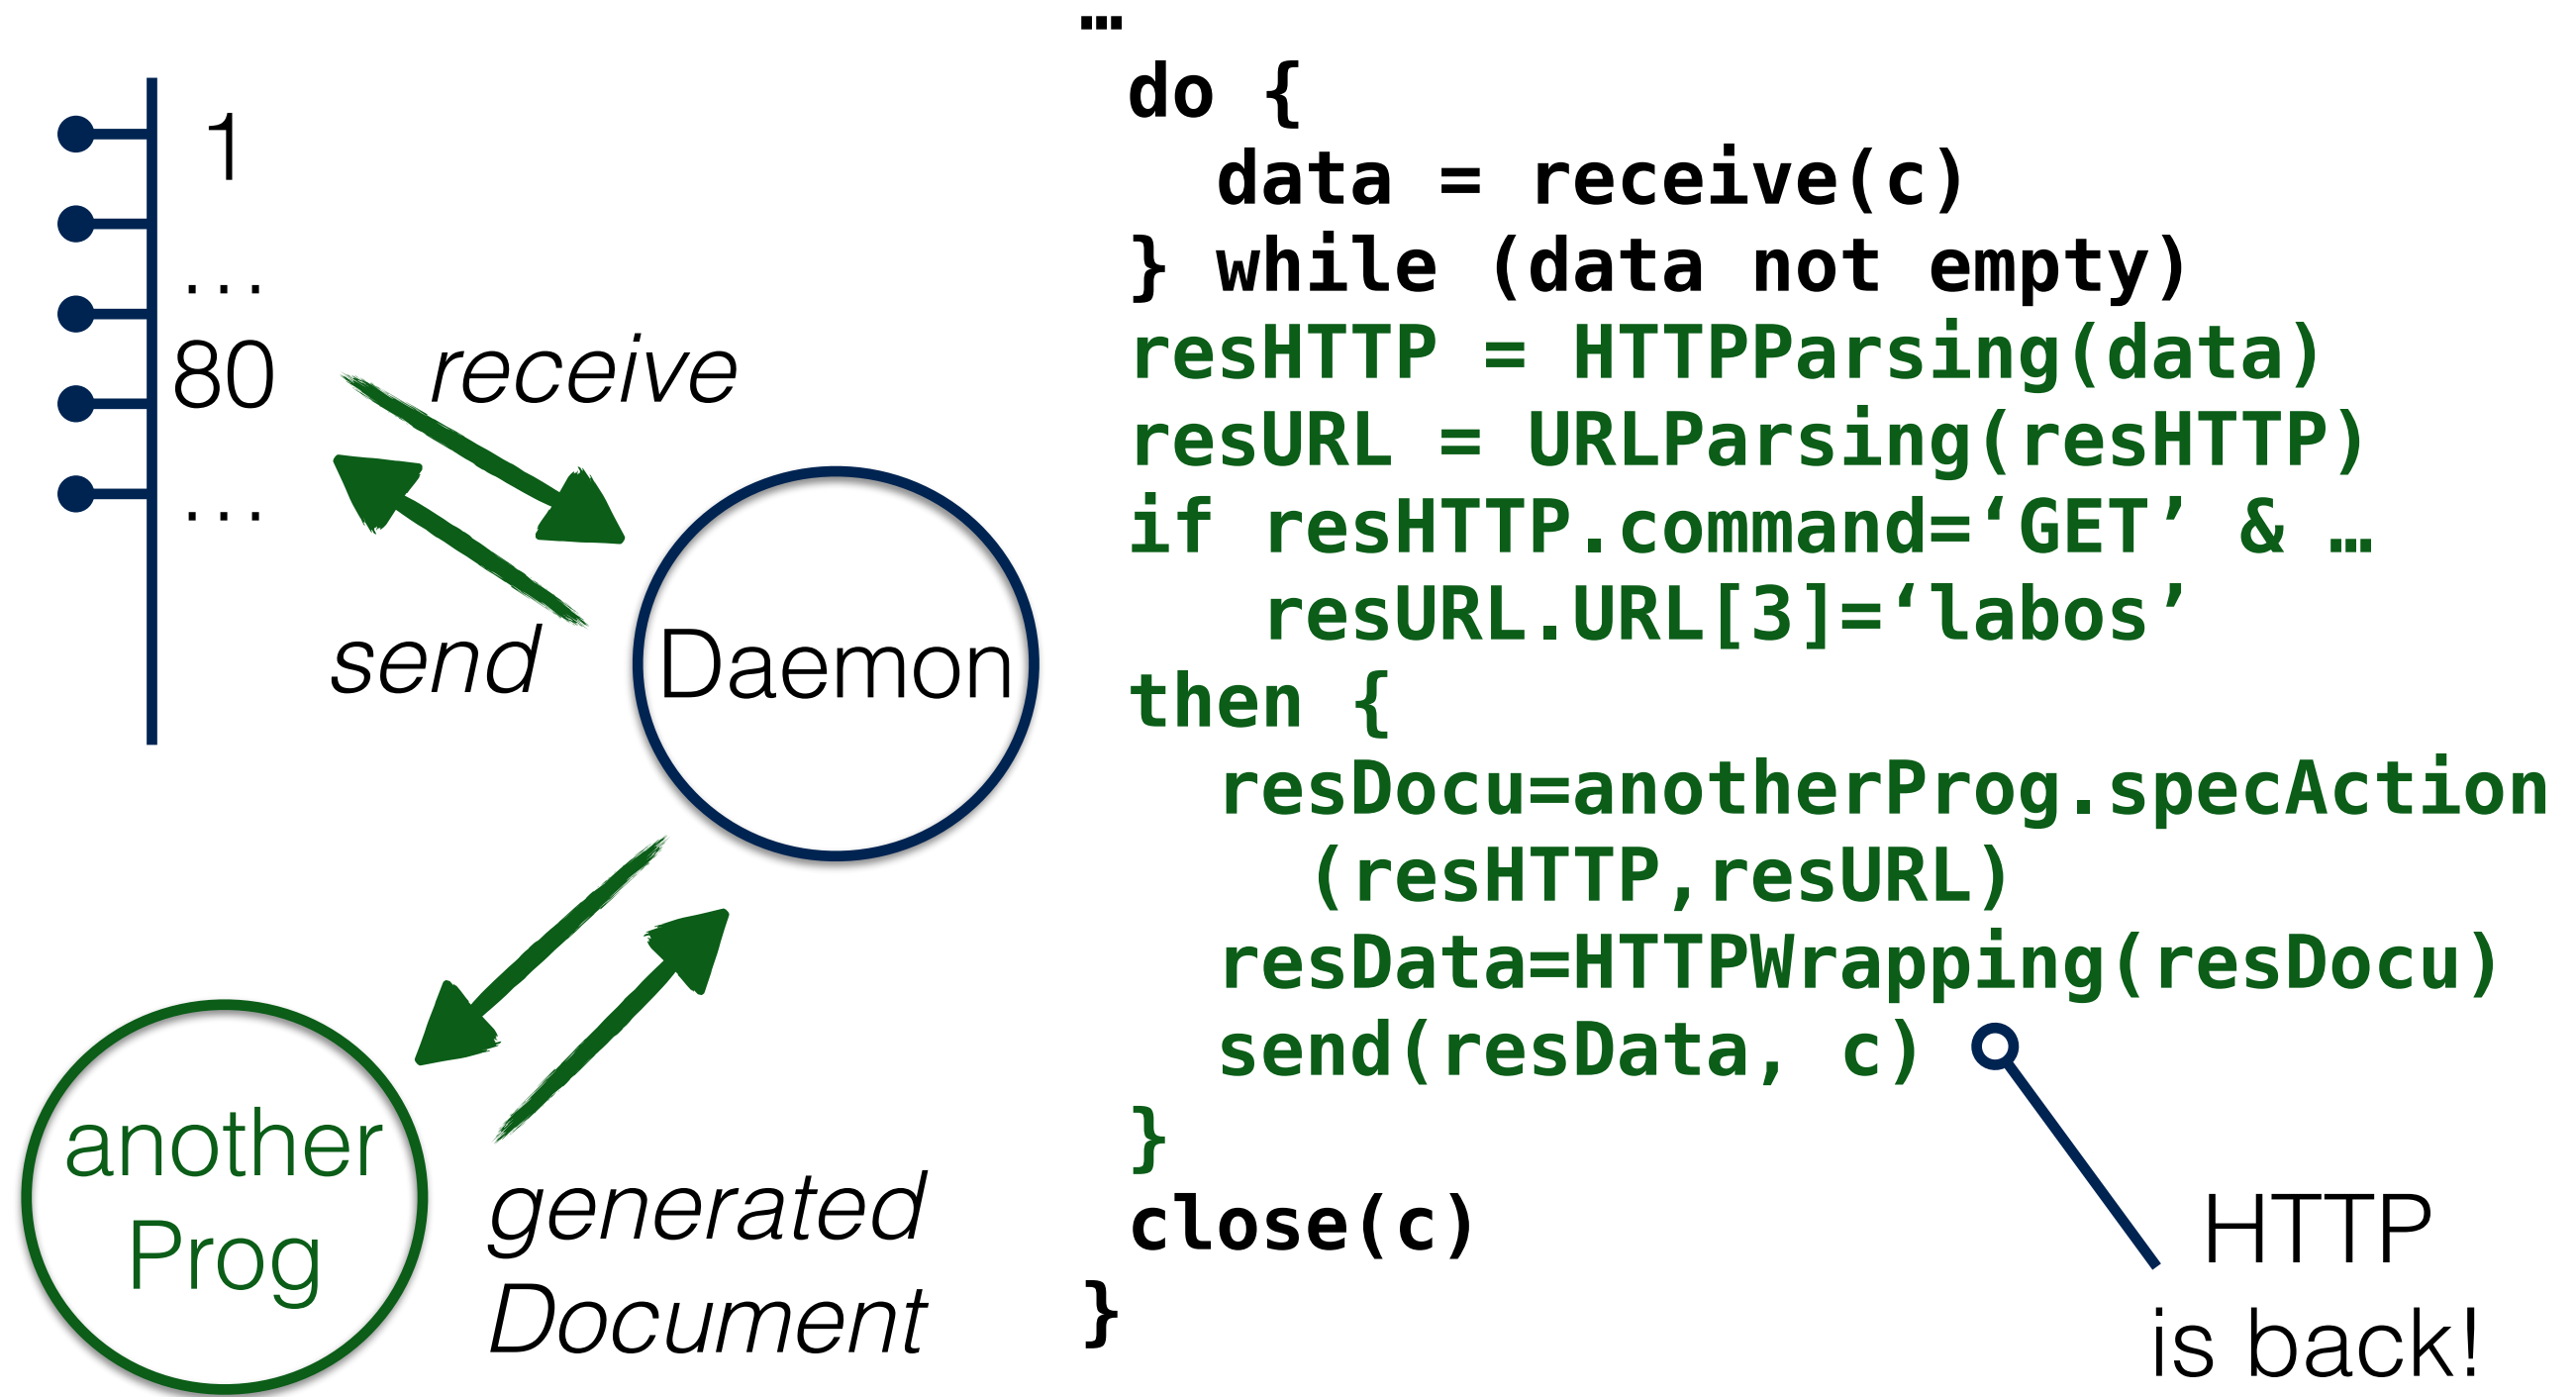 1
…
80
…
receive
send
Daemon
another
Prog
generated
Document
…
do {
data = receive(c)
} while (data not empty)
resHTTP = HTTPParsing(data)
resURL = URLParsing(resHTTP)
if resHTTP.command=‘GET’ & …
resURL.URL[3]=‘labos’
then {
resDocu=anotherProg.specAction
(resHTTP,resURL)
resData=HTTPWrapping(resDocu)
send(resData, c)
}
close(c)
}
HTTP
is back!